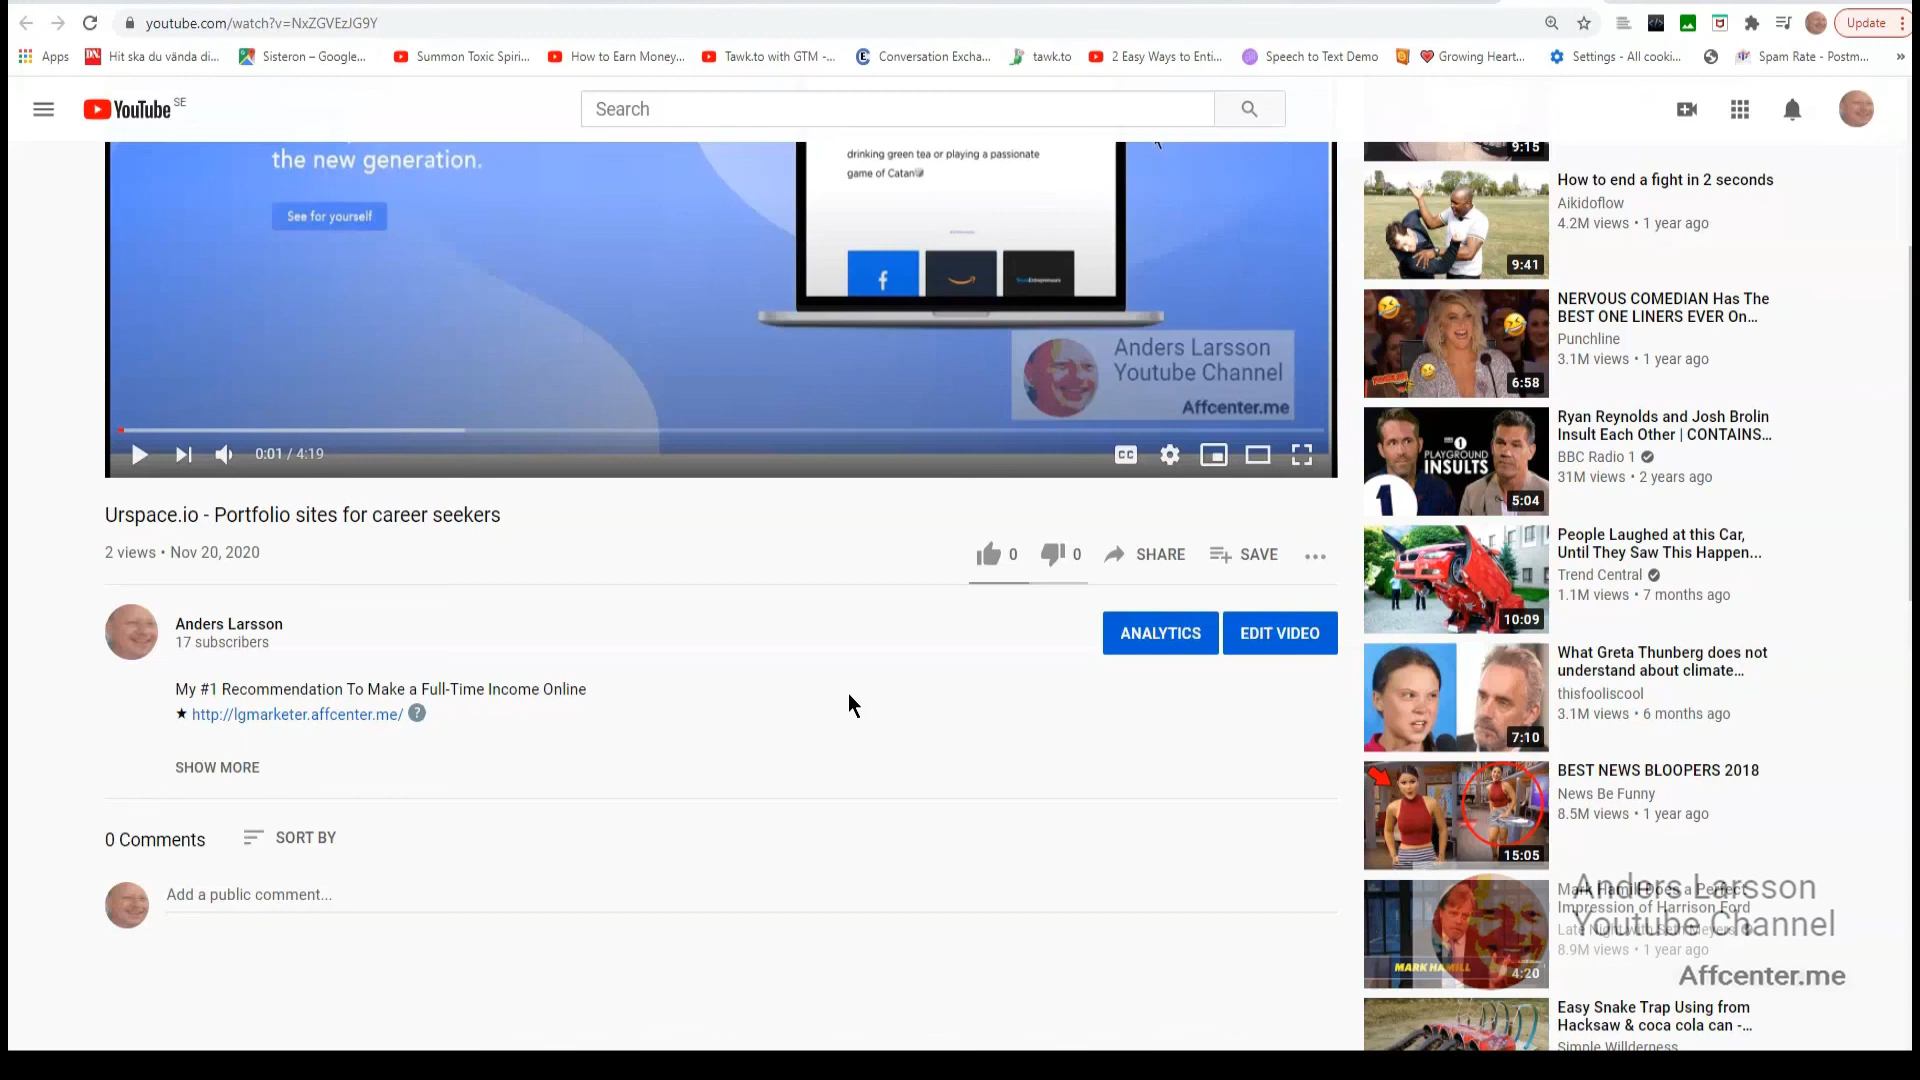 youtube.com/watch?v=NxZGVEzJG9Y
Update
Apps
Hit ska du vända di...
Sisteron – Google...
Summon Toxic Spiri...
How to Earn Money...
Tawk.to with GTM -...
Conversation Excha...
tawk.to
2 Easy Ways to Enti...
Speech to Text Demo
Growing Heart...
Settings - All cooki...
Spam Rate - Postm...
YouTube SE
Search
the new generation.
See for yourself
drinking green tea or playing a passionate
game of Catan
Anders Larsson
Youtube Channel
Affcenter.me
0:01 / 4:19
CC
Urspace.io - Portfolio sites for career seekers
2 views • Nov 20, 2020
0
0
SHARE
SAVE
Anders Larsson
17 subscribers
ANALYTICS
EDIT VIDEO
My #1 Recommendation To Make a Full-Time Income Online
★ http://lgmarketer.affcenter.me/ ?
SHOW MORE
0 Comments
SORT BY
Add a public comment...
9:15
How to end a fight in 2 seconds
Aikidoflow
4.2M views • 1 year ago
9:41
NERVOUS COMEDIAN Has The
BEST ONE LINERS EVER On...
Punchline
3.1M views • 1 year ago
6:58
Ryan Reynolds and Josh Brolin
Insult Each Other | CONTAINS...
BBC Radio 1
31M views • 2 years ago
PLAYGROUND
INSULTS
1
5:04
People Laughed at this Car,
Until They Saw This Happen...
Trend Central
1.1M views • 7 months ago
10:09
What Greta Thunberg does not
understand about climate...
thisfooliscool
3.1M views • 6 months ago
7:10
BEST NEWS BLOOPERS 2018
News Be Funny
8.5M views • 1 year ago
15:05
Mark Hamill Does a Perfect
Impression of Harrison Ford
Late Night with Seth Meyers
8.9M views • 1 year ago
MARK HAMILL
4:20
Anders Larsson
Youtube Channel
Affcenter.me
Easy Snake Trap Using from
Hacksaw & coca cola can -...
Simple Willderness